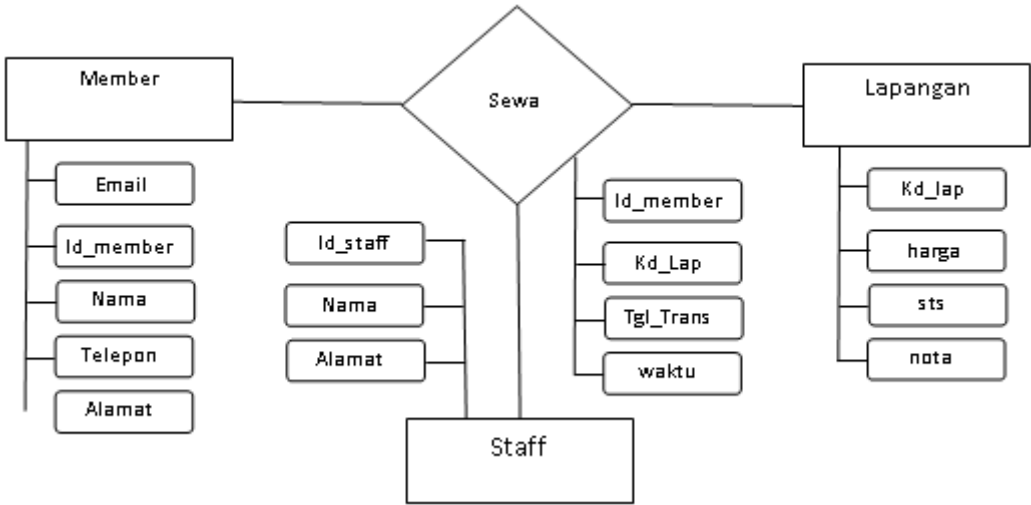 Member
Sewa
Lapangan
Email
Id_member
Nama
Telepon
Alamat
Id_staff
Nama
Alamat
Id_member
Kd_Lap
Tgl_Trans
waktu
Kd_lap
harga
sts
nota
Staff